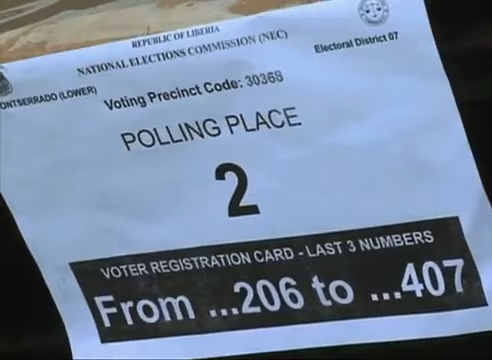 REPUBLIC OF LIBERIA
NATIONAL ELECTIONS COMMISSION (NEC)
Electoral District 07
ONTSERRADO (LOWER)
Voting Precinct Code: 30368
POLLING PLACE
2
VOTER REGISTRATION CARD - LAST 3 NUMBERS
From ...206 to ...407